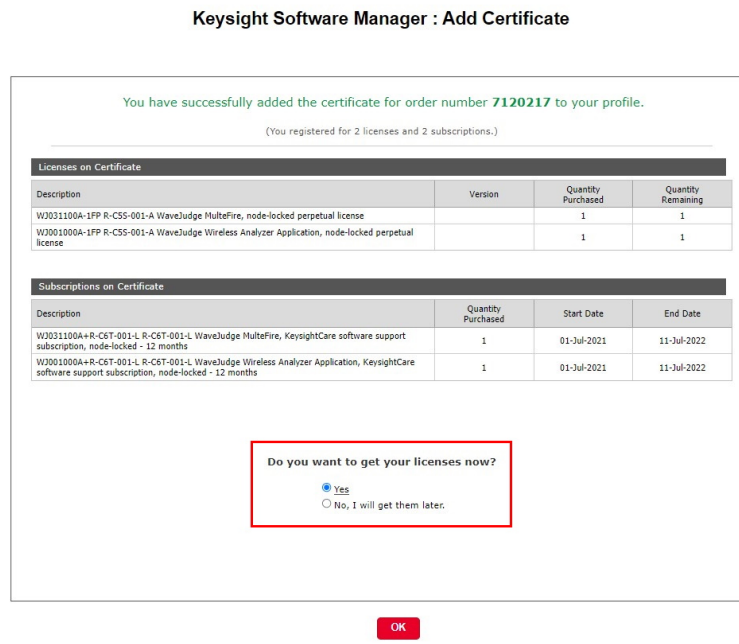 Keysight Software Manager : Add Certificate
You have successfully added the certificate for order number 7120217 to your profile.
(You registered for 2 licenses and 2 subscriptions.)
Licenses on Certificate
Description Version Quantity Purchased Quantity Remaining
WJ031100A-1FP R-C5S-001-A WaveJudge MulteFire, node-locked perpetual license 1 1
WJ001000A-1FP R-C5S-001-A WaveJudge Wireless Analyzer Application, node-locked perpetual
license 1 1
Subscriptions on Certificate
Description Quantity Purchased Start Date End Date
WJ031100A+R-C6T-001-L R-C6T-001-L WaveJudge MulteFire, KeysightCare software support
subscription, node-locked - 12 months 1 01-Jul-2021 11-Jul-2022
WJ001000A+R-C6T-001-L R-C6T-001-L WaveJudge Wireless Analyzer Application, KeysightCare
software support subscription, node-locked - 12 months 1 01-Jul-2021 11-Jul-2022
Do you want to get your licenses now?
Yes
No, I will get them later.
OK